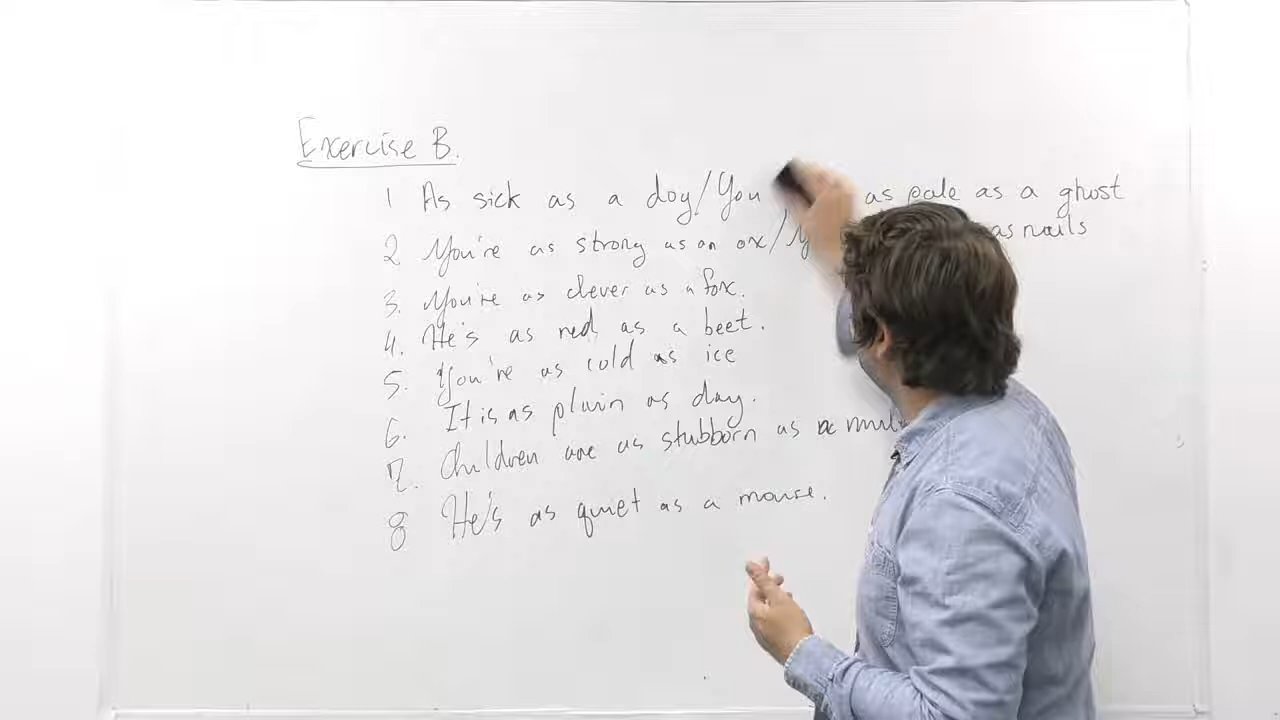 Exercise B.
1 As sick as a dog/You as pale as a ghost
2 You're as strong as an ox/ as nails
3. You're as clever as a fox.
4. He's as red as a beet.
5. You're as cold as ice
6. It is as plain as day.
7. Children are as stubborn as a mule
8 He's as quiet as a mouse.